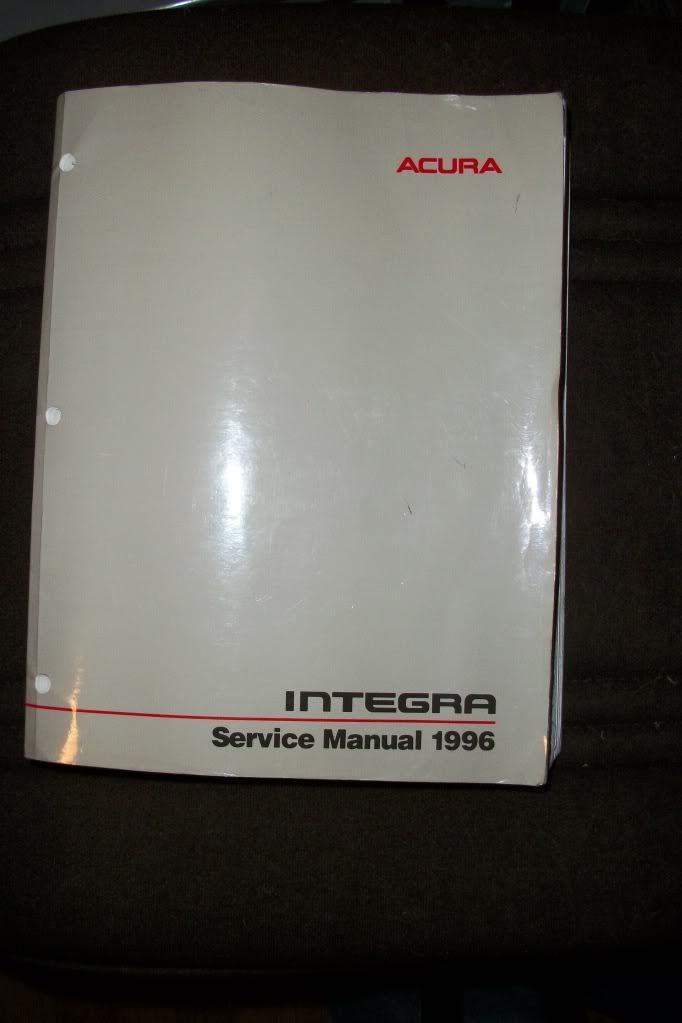 ACURA
INTEGRA
Service Manual 1996